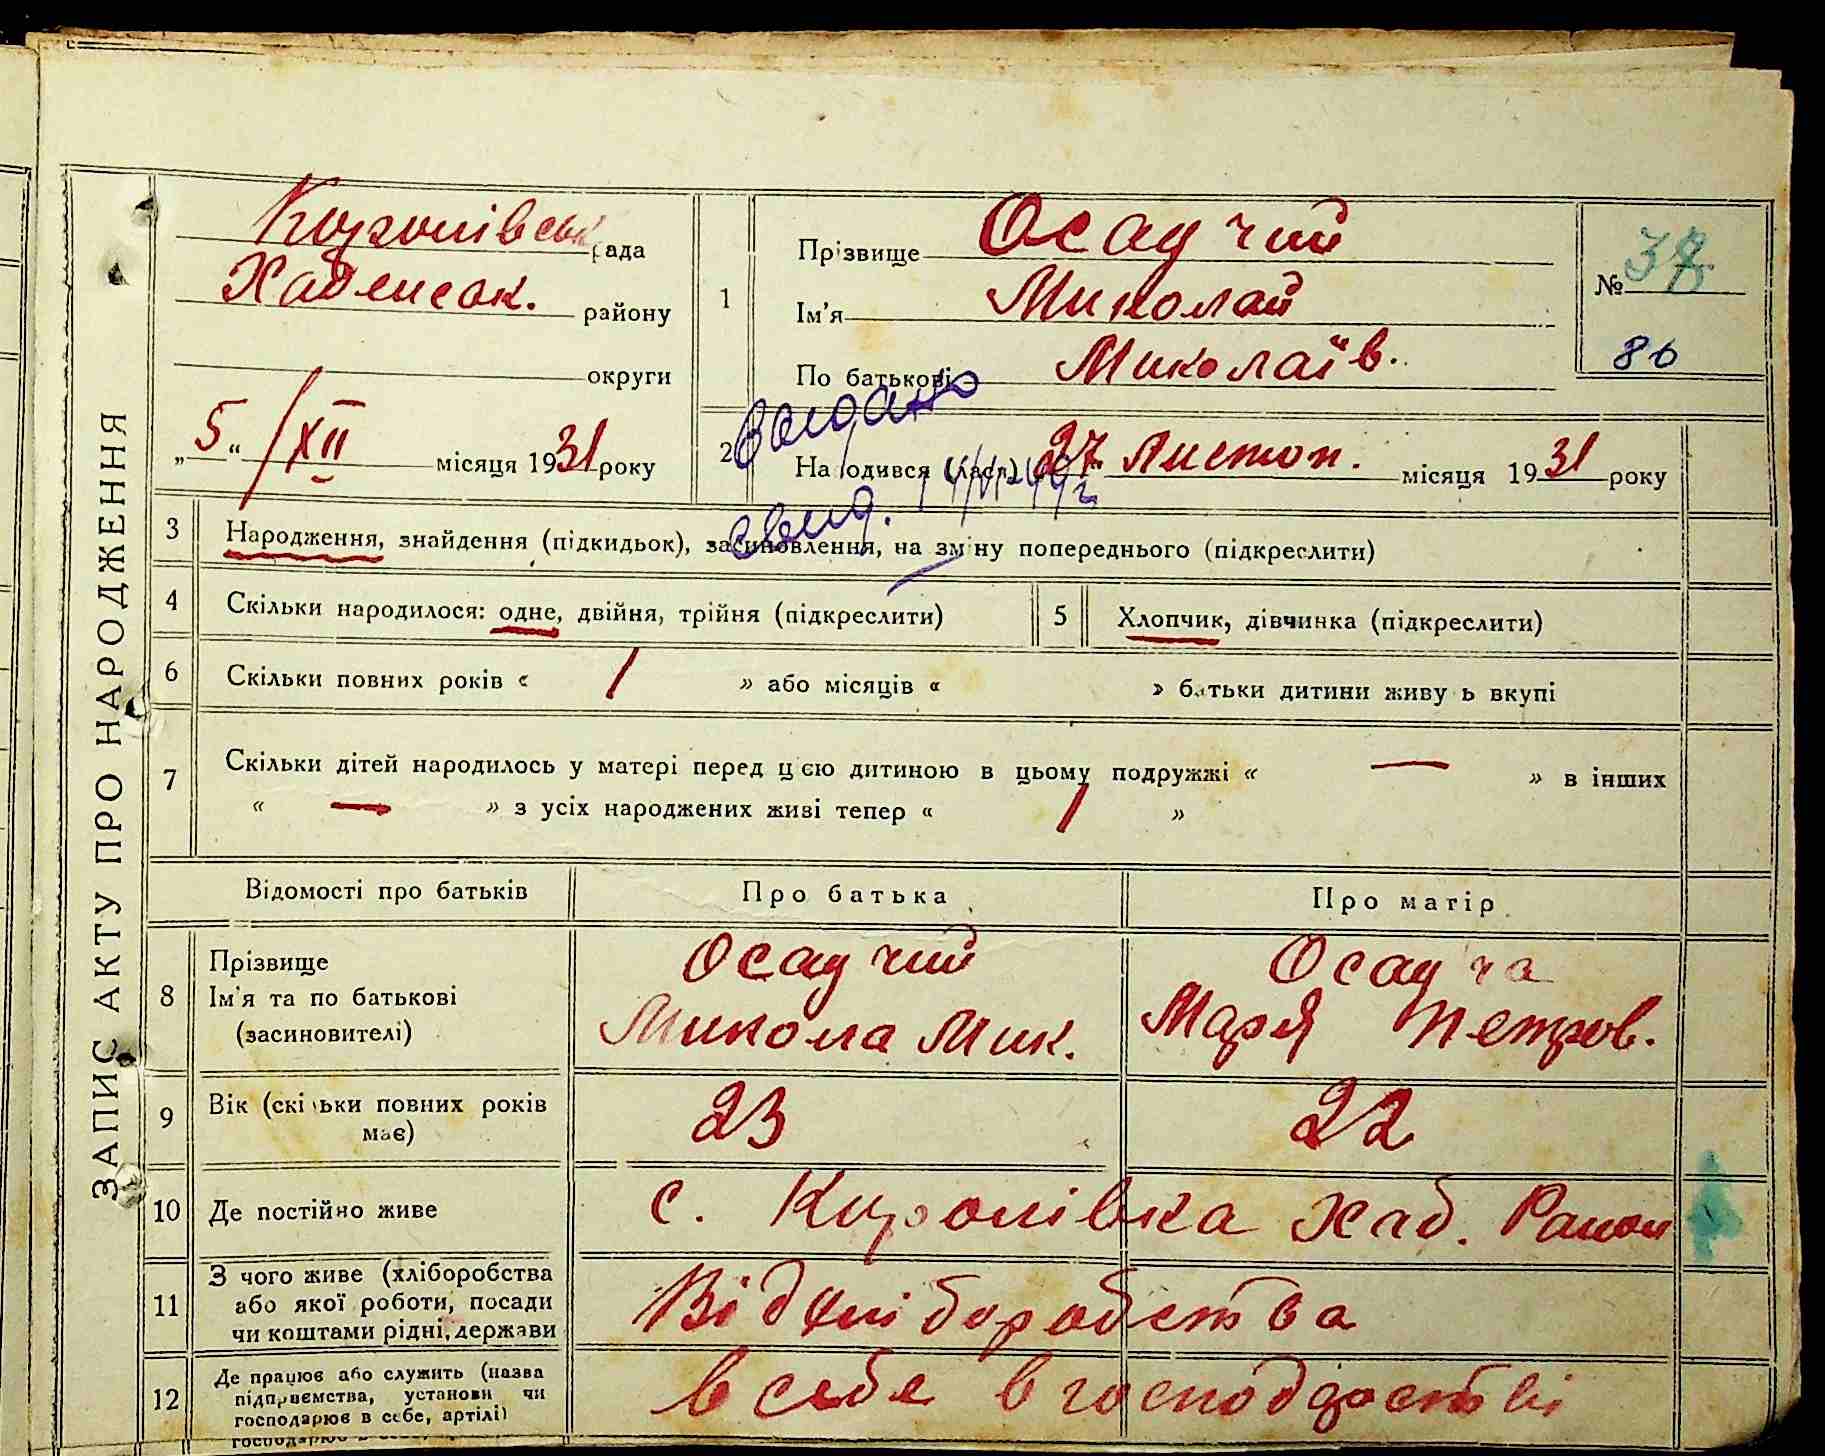 ЗАПИС АКТУ ПРО НАРОДЖЕННЯ
рада
Хабенськ. району
округи
„5“ /XII місяця 1931 року
1
Прізвище Осадчий
Ім'я Миколай
По батькові Миколаїв.
№
86
2
Видано
Народився 27 Листоп. місяця 1931 року
свид.
3 Народження, знайдення (підкидьок), засиновлення, на зміну попереднього (підкреслити)
4 Скільки народилося: одне, двійня, трійня (підкреслити) 5 Хлопчик, дівчинка (підкреслити)
6 Скільки повних років « 1 » або місяців « » батьки дитини живуть вкупі
7 Скільки дітей народилось у матері перед цією дитиною в цьому подружжі « — » в інших
« — » з усіх народжених живі тепер « 1 »
Відомості про батьків Про батька Про матір
8 Прізвище Осадчий Осадча
Ім'я та по батькові Микола Мик. Марія Петров.
(засиновителі)
9 Вік (скільки повних років має) 23 22
10 Де постійно живе с. Хаб. Район
11 З чого живе (хліборобства Від хліборобства
або якої роботи, посади
чи коштами рідні, держави
12 Де працює або служить (назва в себе в господарстві
підприємства, установи чи
господарює в себе, артілі)